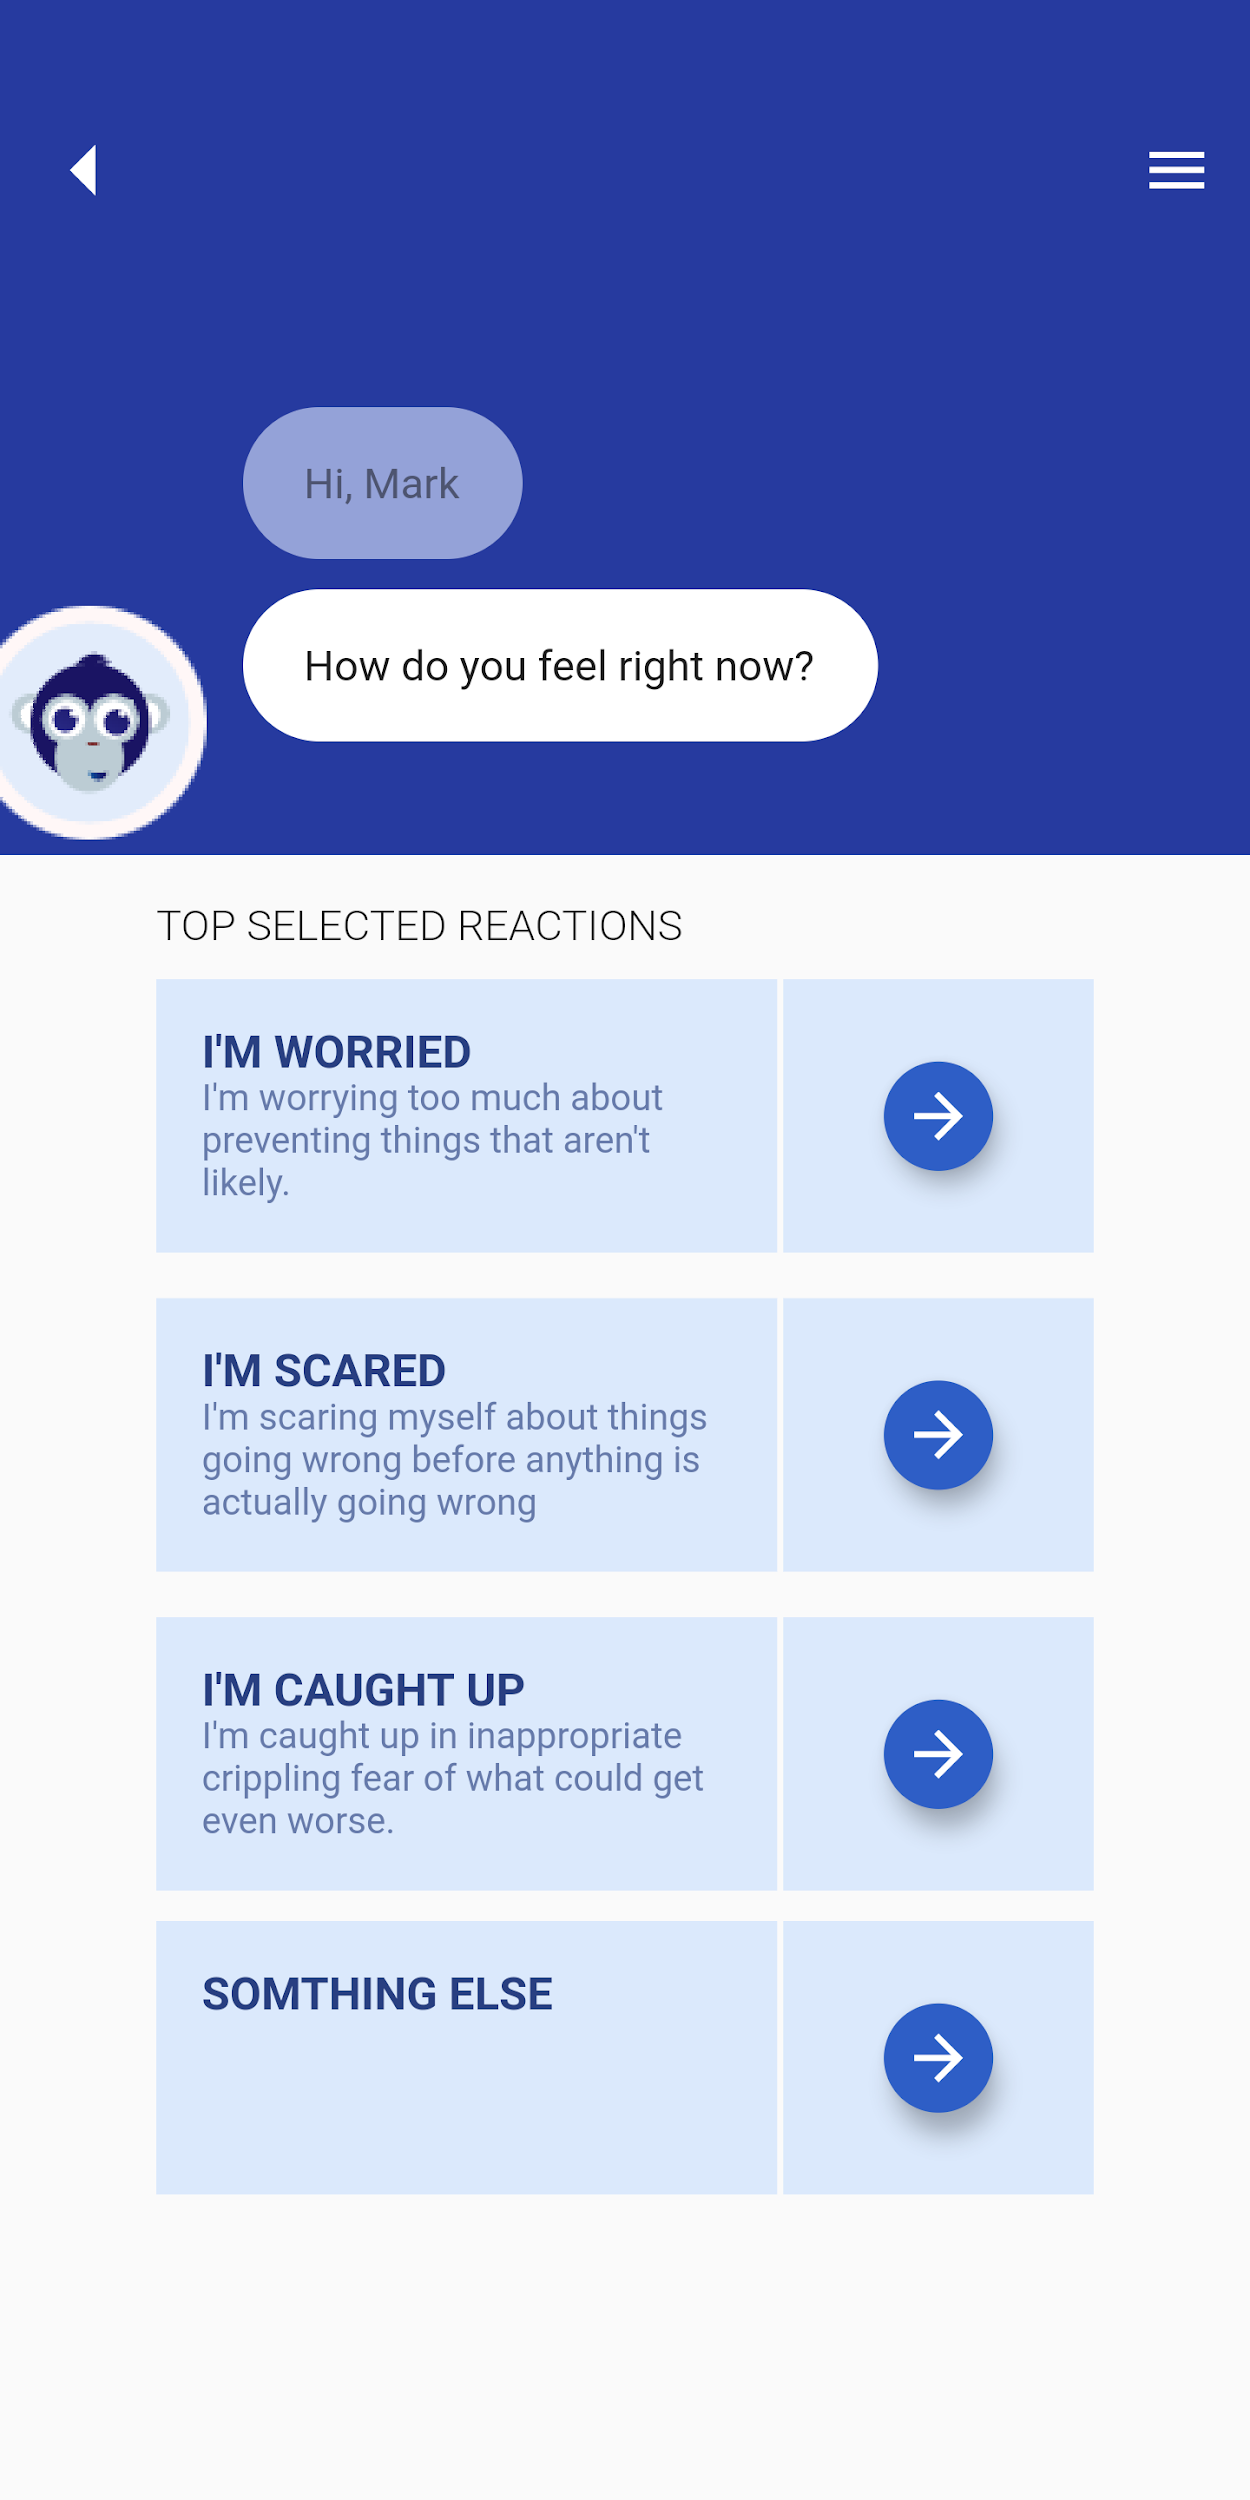 Hi, Mark
How do you feel right now?
TOP SELECTED REACTIONS
I'M WORRIED
I'm worrying too much about
preventing things that aren't
likely.
I'M SCARED
I'm scaring myself about things
going wrong before anything is
actually going wrong
I'M CAUGHT UP
I'm caught up in inappropriate
crippling fear of what could get
even worse.
SOMTHING ELSE